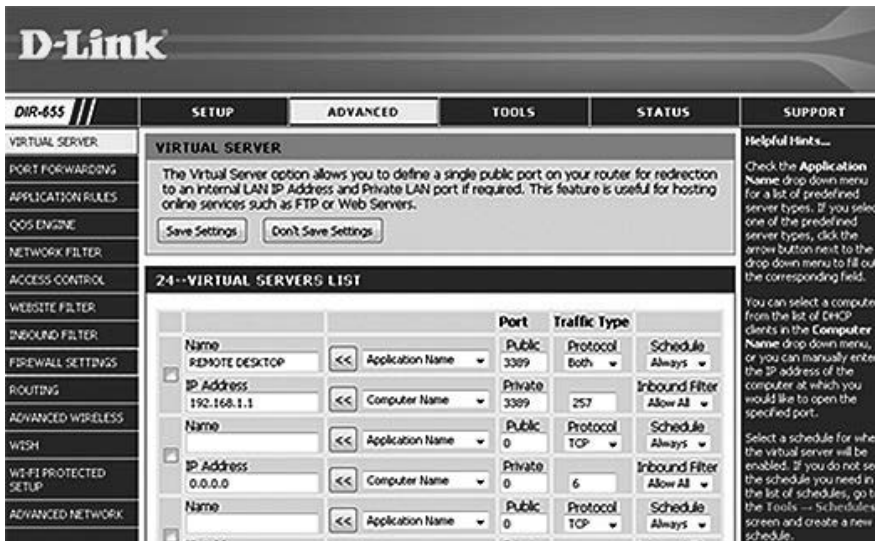 D-Link
DIR-655
SETUP
ADVANCED
TOOLS
STATUS
SUPPORT
VIRTUAL SERVER
PORT FORWARDING
APPLICATION RULES
QOS ENGINE
NETWORK FILTER
ACCESS CONTROL
WEBSITE FILTER
INBOUND FILTER
FIREWALL SETTINGS
ROUTING
ADVANCED WIRELESS
WISH
WI-FI PROTECTED
SETUP
ADVANCED NETWORK
VIRTUAL SERVER
The Virtual Server option allows you to define a single public port on your router for redirection
to an internal LAN IP Address and Private LAN port if required. This feature is useful for hosting
online services such as FTP or Web Servers.
Save Settings
Don't Save Settings
24--VIRTUAL SERVERS LIST
Port
Traffic Type
Name
Public
Protocol
Schedule
REMOTE DESKTOP
<<
Application Name
3389
Both
Always
IP Address
Private
Inbound Filter
192.168.1.1
<<
Computer Name
3389
257
Allow All
Name
Public
Protocol
Schedule
<<
Application Name
0
TCP
Always
IP Address
Private
Inbound Filter
0.0.0.0
<<
Computer Name
0
6
Allow All
Name
Public
Protocol
Schedule
<<
Application Name
0
TCP
Always
Helpful Hints...
Check the Application
Name drop down menu
for a list of predefined
server types. If you selec
one of the predefined
server types, click the
arrow button next to the
drop down menu to fill out
the corresponding field.
You can select a compute
from the list of DHCP
clients in the Computer
Name drop down menu,
or you can manually enter
the IP address of the
computer at which you
would like to open the
specified port.
Select a schedule for whe
the virtual server will be
enabled. If you do not see
the schedule you need in
the list of schedules, go t
the Tools → Schedules
screen and create a new
schedule.